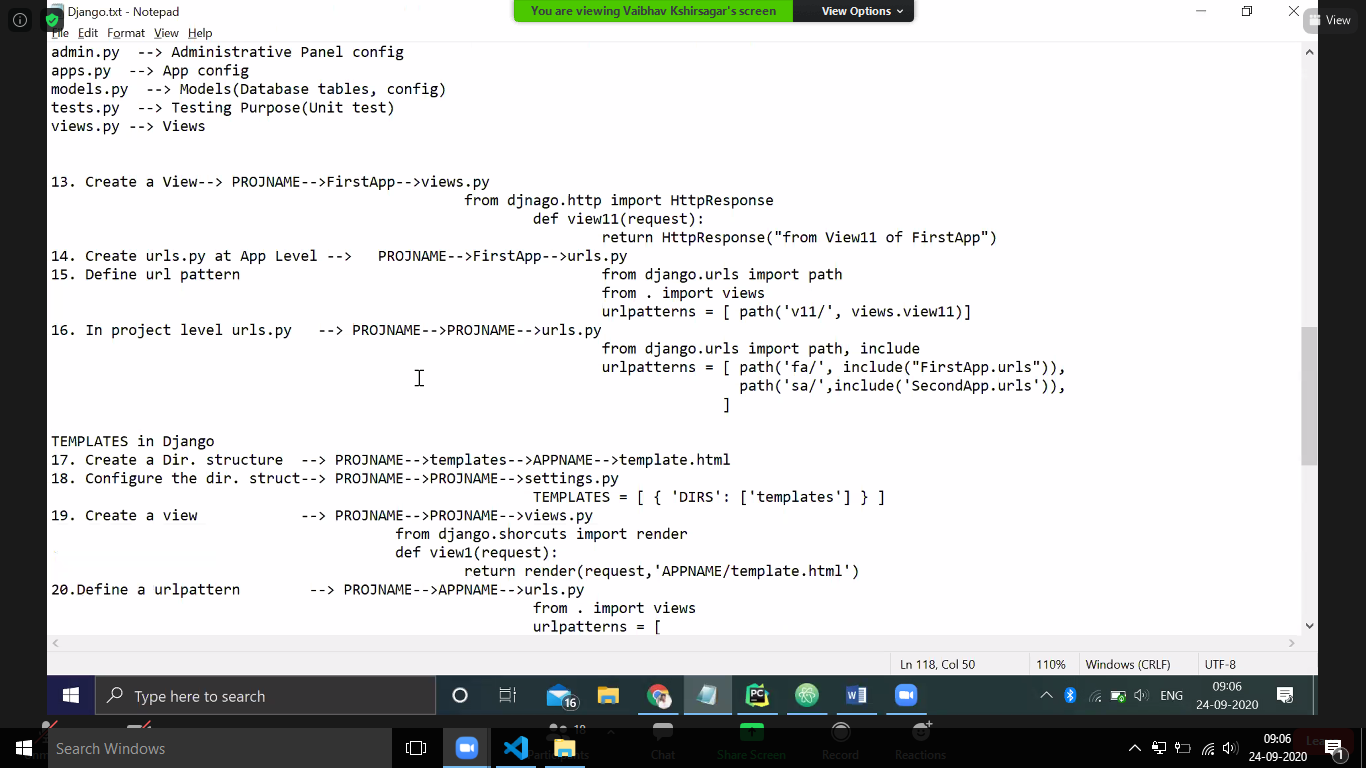 Django.txt - Notepad
You are viewing Vaibhav Kshirsagar's screen
View Options
View
File Edit Format View Help
admin.py --> Administrative Panel config
apps.py --> App config
models.py --> Models(Database tables, config)
tests.py --> Testing Purpose(Unit test)
views.py --> Views
13. Create a View--> PROJNAME-->FirstApp-->views.py
from djnago.http import HttpResponse
def view11(request):
return HttpResponse("from View11 of FirstApp")
14. Create urls.py at App Level --> PROJNAME-->FirstApp-->urls.py
15. Define url pattern from django.urls import path
from . import views
urlpatterns = [ path('v11/', views.view11)]
16. In project level urls.py --> PROJNAME-->PROJNAME-->urls.py
from django.urls import path, include
urlpatterns = [ path('fa/', include("FirstApp.urls")),
path('sa/',include('SecondApp.urls')),
]
TEMPLATES in Django
17. Create a Dir. structure --> PROJNAME-->templates-->APPNAME-->template.html
18. Configure the dir. struct--> PROJNAME-->PROJNAME-->settings.py
TEMPLATES = [ { 'DIRS': ['templates'] } ]
19. Create a view --> PROJNAME-->PROJNAME-->views.py
from django.shorcuts import render
def view1(request):
return render(request,'APPNAME/template.html')
20.Define a urlpattern --> PROJNAME-->APPNAME-->urls.py
from . import views
urlpatterns = [
Ln 118, Col 50 110% Windows (CRLF) UTF-8
Type here to search
16
ENG
09:06
24-09-2020
18
Participants Chat Share Screen Record Reactions
Search Windows
09:06
24-09-2020
1